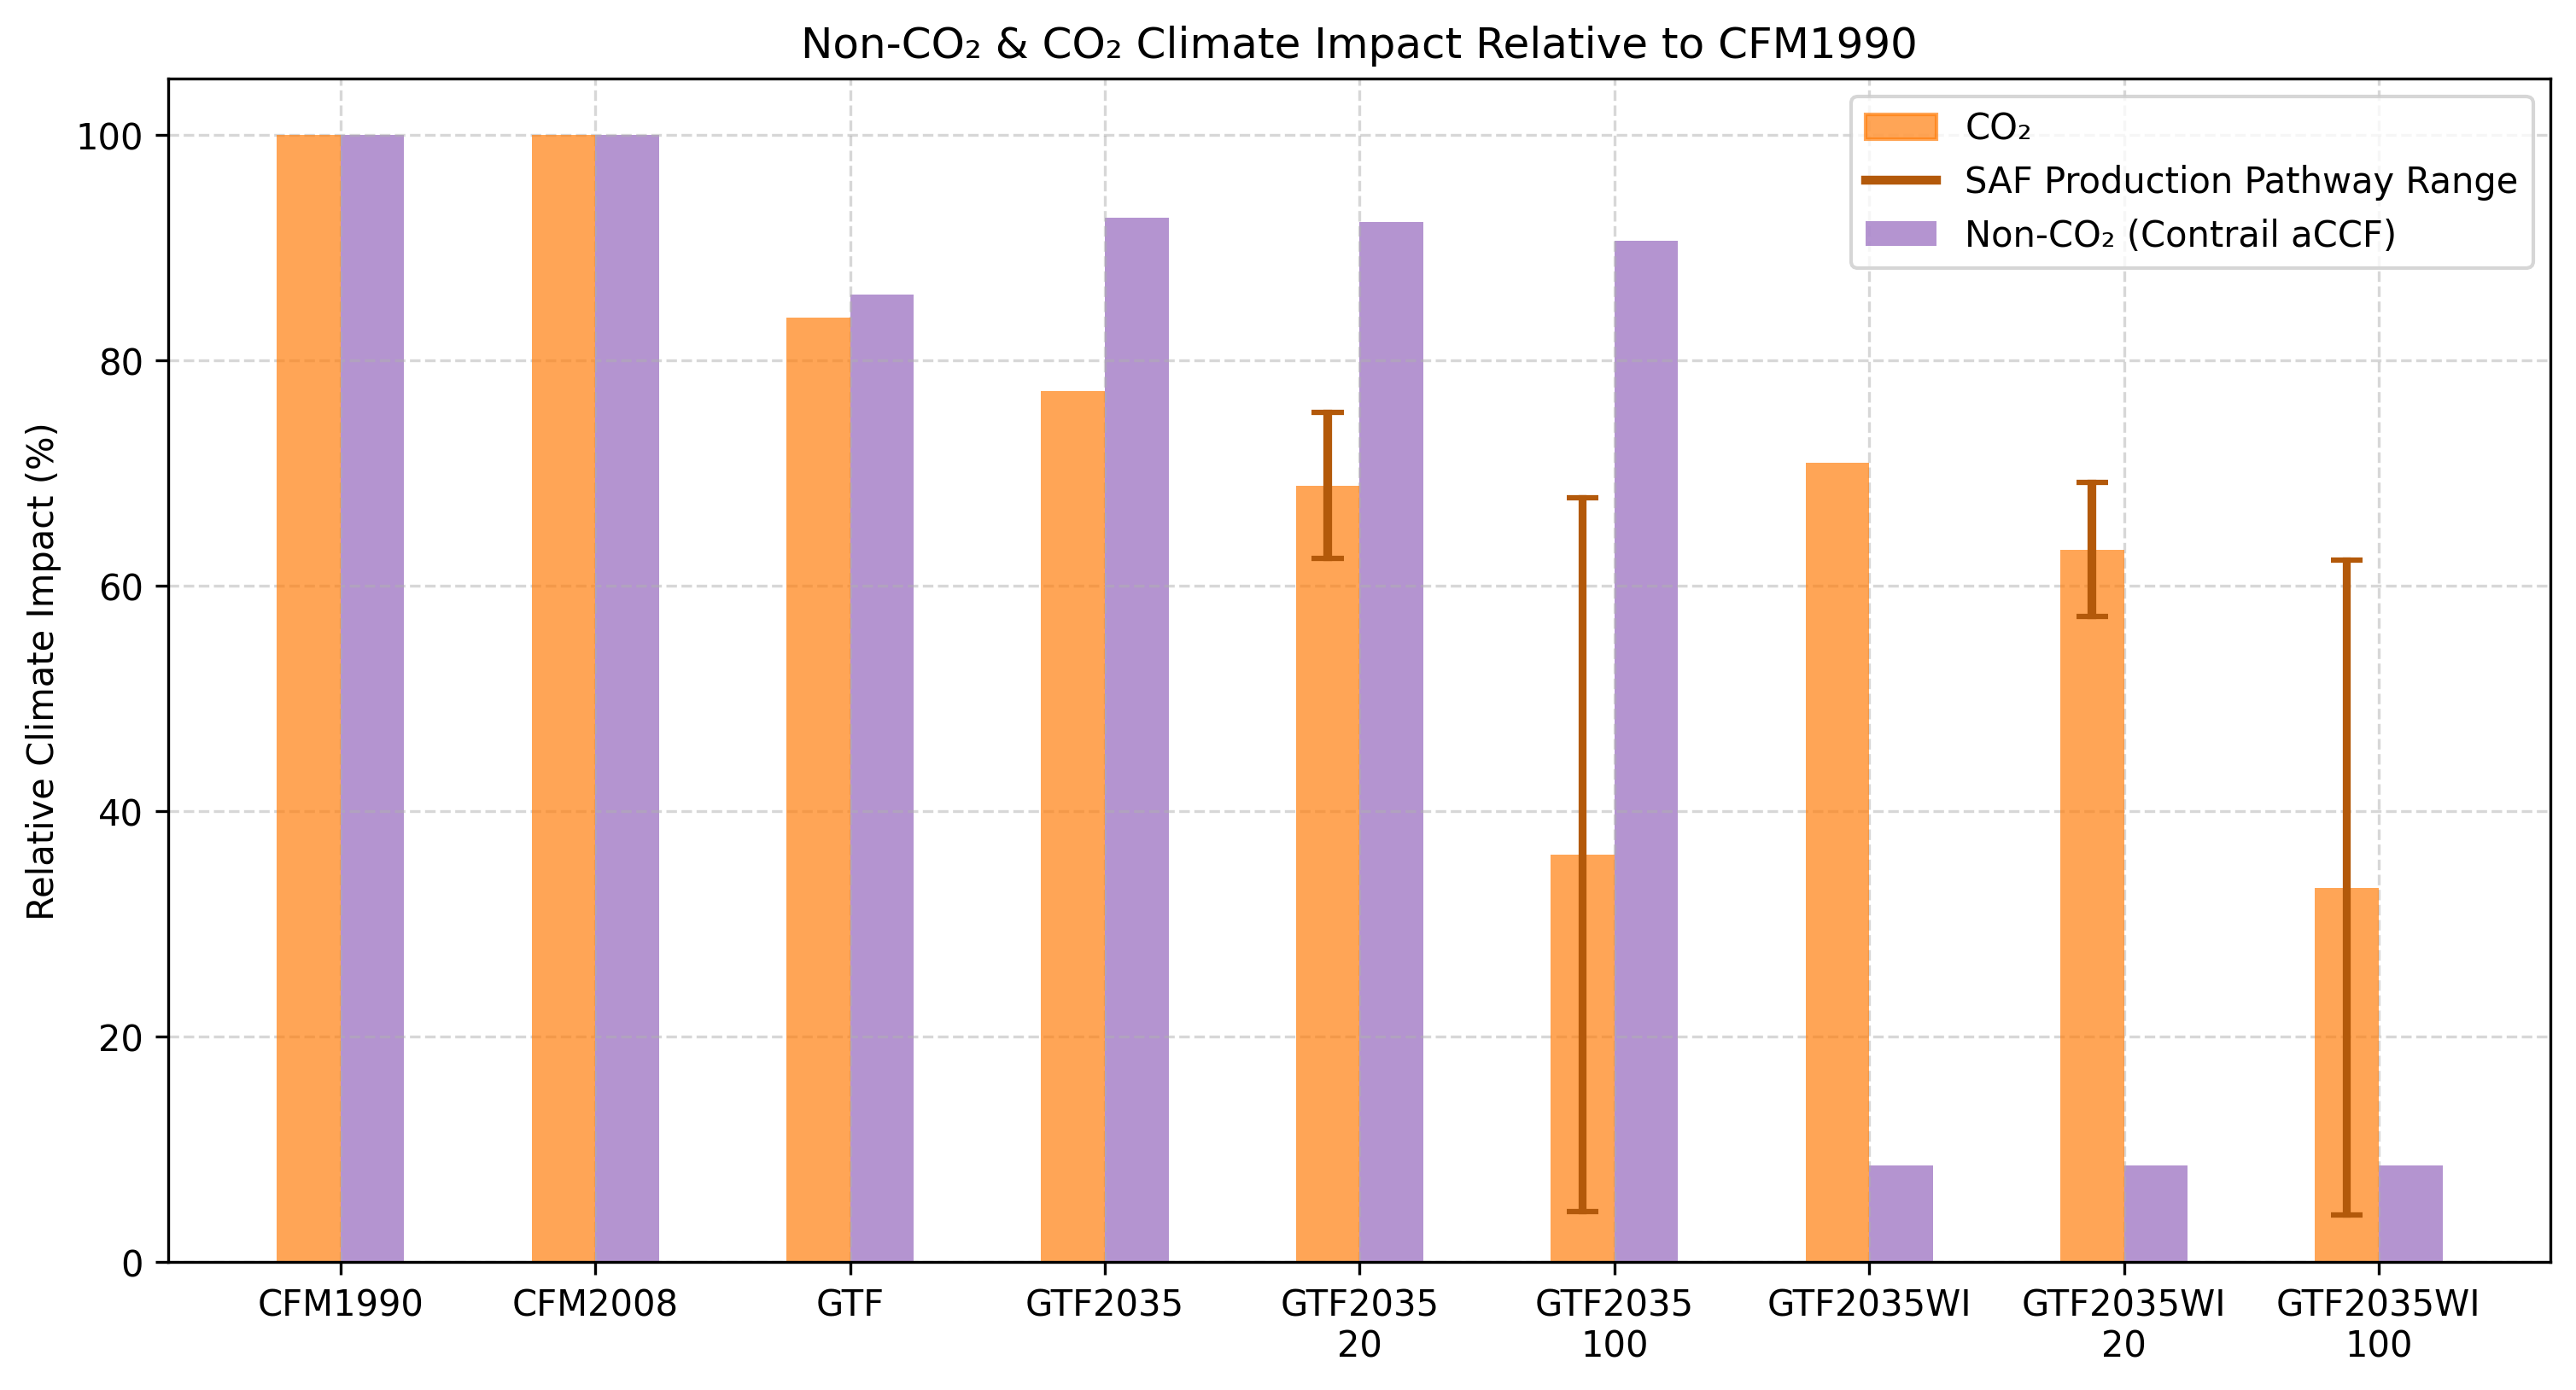 Non-CO₂ & CO₂ Climate Impact Relative to CFM1990
Relative Climate Impact (%)
100
80
60
40
20
0
CO₂
SAF Production Pathway Range
Non-CO₂ (Contrail aCCF)
CFM1990
CFM2008
GTF
GTF2035
GTF2035
20
GTF2035
100
GTF2035WI
GTF2035WI
20
GTF2035WI
100